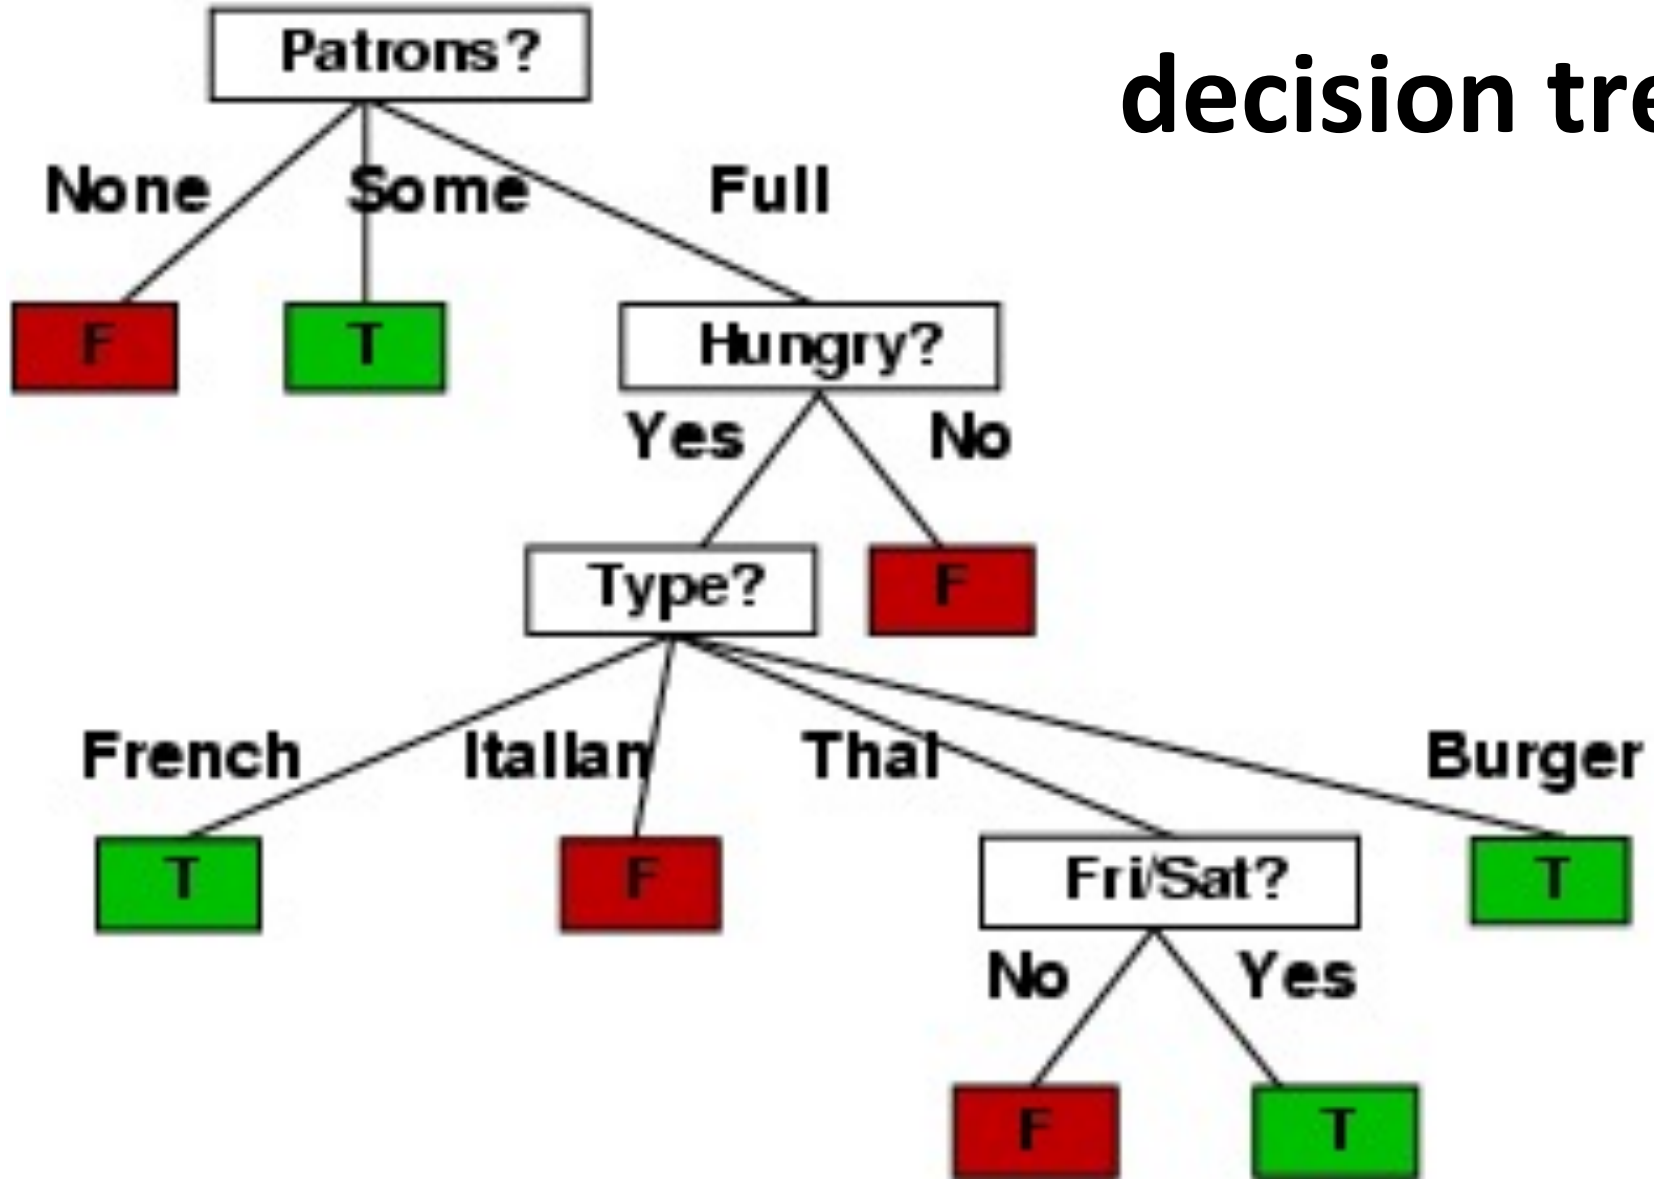 Patrons?
decision tre
None Some Full
F T Hungry?
Yes No
Type? F
French Italian Thai Burger
T F Fri/Sat? T
No Yes
F T